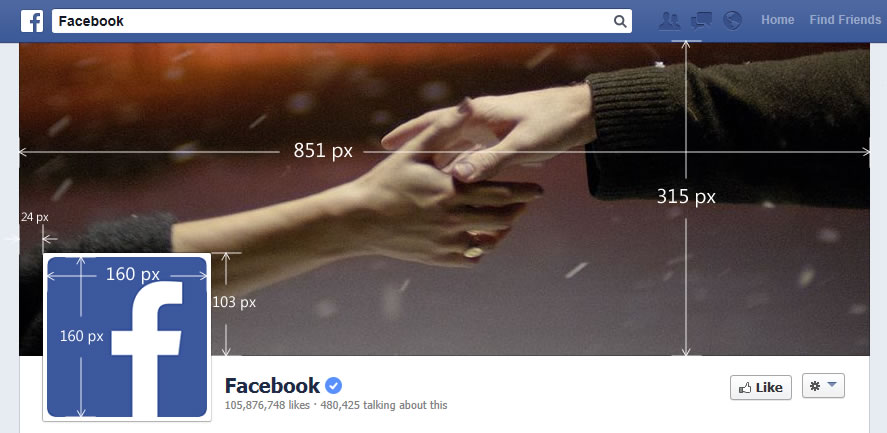 Facebook
Home Find Friends
851 px
315 px
24 px
160 px
103 px
160 px
Facebook
105,876,748 likes · 480,425 talking about this
Like